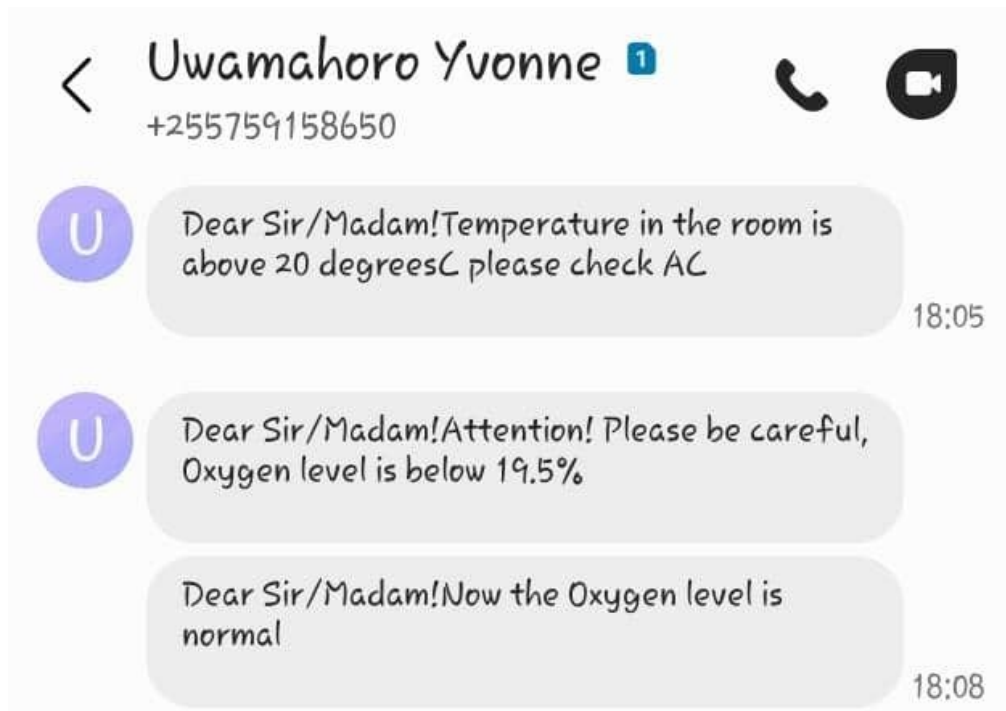 Uwamahoro Yvonne 1
+255759158650
U
Dear Sir/Madam!Temperature in the room is
above 20 degreesC please check AC
18:05
U
Dear Sir/Madam!Attention! Please be careful,
Oxygen level is below 19.5%
Dear Sir/Madam!Now the Oxygen level is
normal
18:08